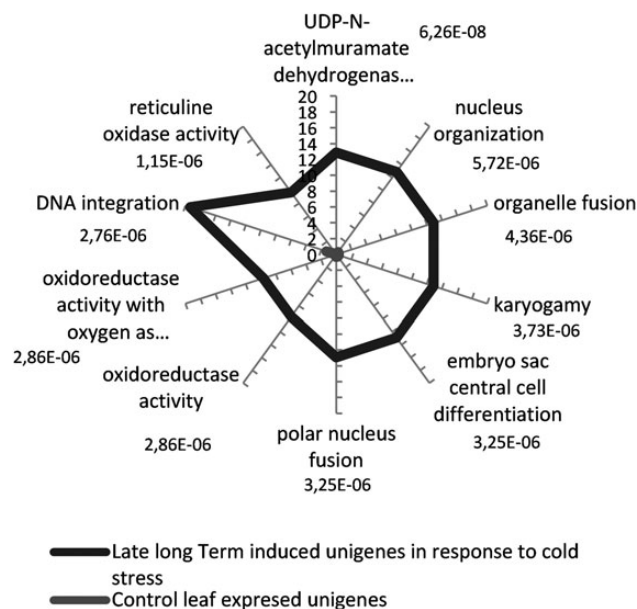 UDP-N-
acetylmuramate
dehydrogenas...
6,26E-08
20
18
16
14
12
10
8
6
4
2
0
nucleus
organization
5,72E-06
organelle fusion
4,36E-06
karyogamy
3,73E-06
embryo sac
central cell
differentiation
3,25E-06
polar nucleus
fusion
3,25E-06
oxidoreductase
activity
2,86E-06
oxidoreductase
activity with
oxygen as...
2,86E-06
DNA integration
2,76E-06
reticuline
oxidase activity
1,15E-06
Late long Term induced unigenes in response to cold
stress
Control leaf expresed unigenes